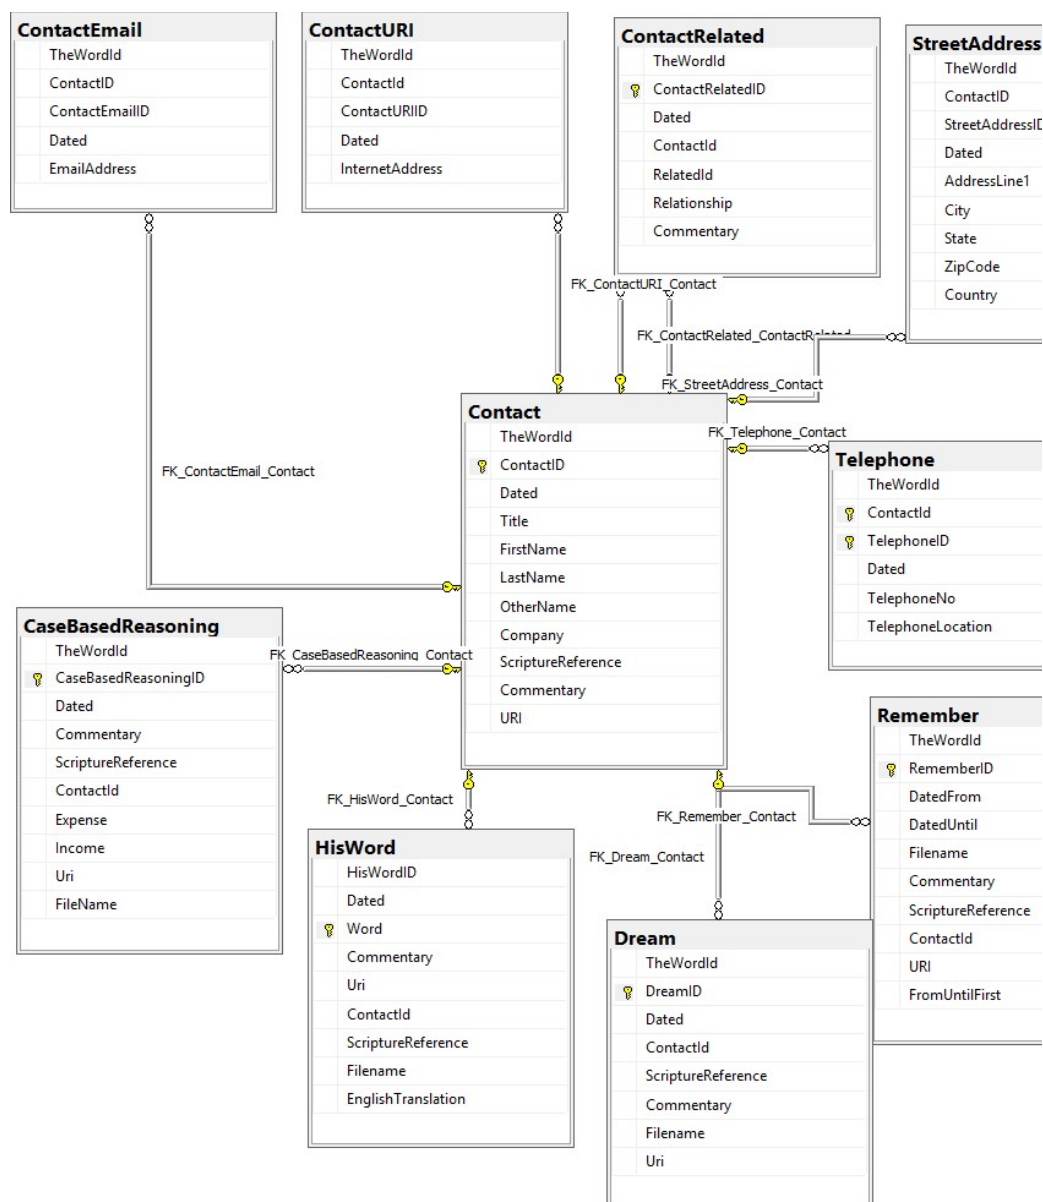 ContactEmail
TheWordId
ContactID
ContactEmailID
Dated
EmailAddress
ContactURI
TheWordId
ContactId
ContactURIID
Dated
InternetAddress
ContactRelated
TheWordId
ContactRelatedID
Dated
ContactId
RelatedId
Relationship
Commentary
StreetAddress
TheWordId
ContactID
StreetAddressID
Dated
AddressLine1
City
State
ZipCode
Country
FK_ContactURI_Contact
FK_ContactRelated_ContactRelated
FK_StreetAddress_Contact
FK_Telephone_Contact
FK_ContactEmail_Contact
Contact
TheWordId
ContactID
Dated
Title
FirstName
LastName
OtherName
Company
ScriptureReference
Commentary
URI
Telephone
TheWordId
ContactId
TelephoneID
Dated
TelephoneNo
TelephoneLocation
CaseBasedReasoning
TheWordId
CaseBasedReasoningID
Dated
Commentary
ScriptureReference
ContactId
Expense
Income
Uri
FileName
FK_CaseBasedReasoning_Contact
FK_HisWord_Contact
FK_Remember_Contact
FK_Dream_Contact
Remember
TheWordId
RememberID
DatedFrom
DatedUntil
Filename
Commentary
ScriptureReference
ContactId
URI
FromUntilFirst
HisWord
HisWordID
Dated
Word
Commentary
Uri
ContactId
ScriptureReference
Filename
EnglishTranslation
Dream
TheWordId
DreamID
Dated
ContactId
ScriptureReference
Commentary
Filename
Uri